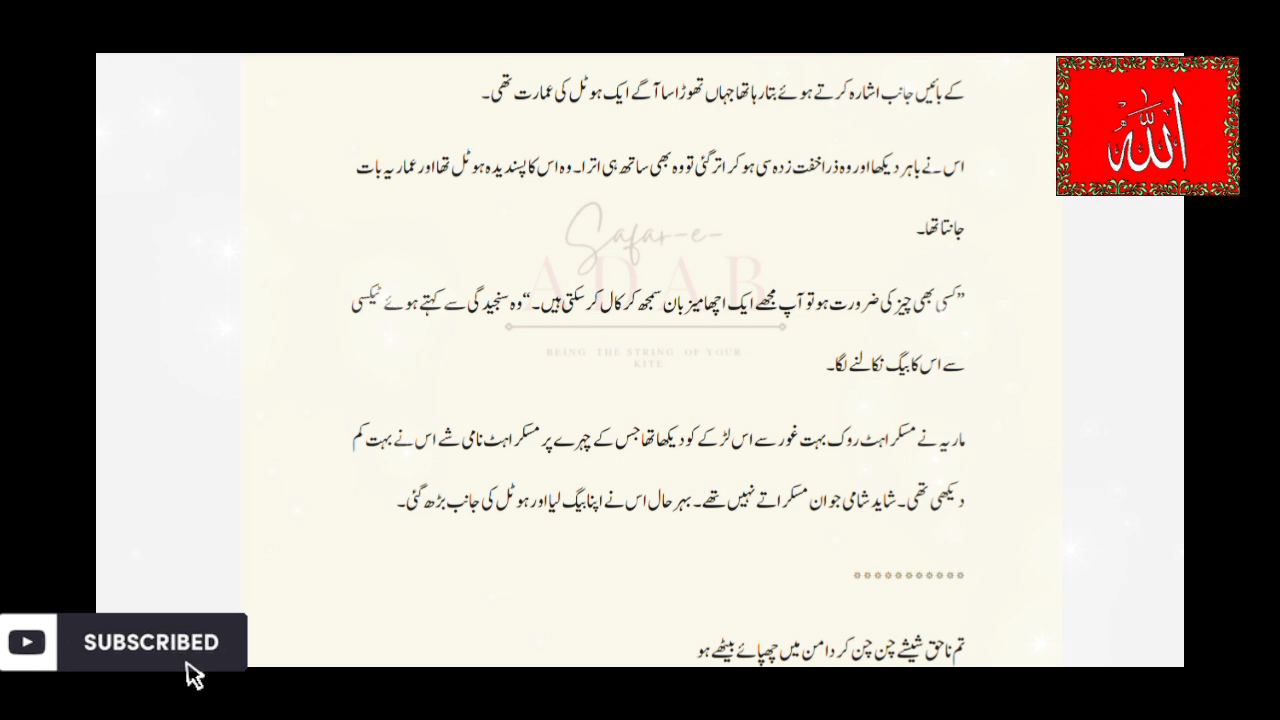 کے بائیں جانب اشارہ کرتے ہوئے بتا رہا تھا جہاں تھوڑا سا آگے ایک ہوٹل کی عمارت تھی۔
اللہ
اس نے باہر دیکھا اور وہ ذرا خفت زدہ سی ہو کر اتر گئی تو وہ بھی ساتھ ہی اترا۔ وہ اس کا پسندیدہ ہوٹل تھا اور عمار یہ بات
جانتا تھا۔
Safar-e-
ADAB
”کسی بھی چیز کی ضرورت ہو تو آپ مجھے ایک اچھا میزبان سمجھ کر کال کر سکتی ہیں۔“ وہ سنجیدگی سے کہتے ہوئے ٹیکسی
BEING THE STRING OF YOUR
KITE
سے اس کا بیگ نکالنے لگا۔
ماریہ نے مسکراہٹ روک بہت غور سے اس لڑکے کو دیکھا تھا جس کے چہرے پر مسکراہٹ نامی شے اس نے بہت کم
دیکھی تھی۔ شاید شامی جوان مسکراتے نہیں تھے۔ بہر حال اس نے اپنا بیگ لیا اور ہوٹل کی جانب بڑھ گئی۔
تم ناحق شیشے چن چن کر دامن میں چھپائے بیٹھے ہو
SUBSCRIBED